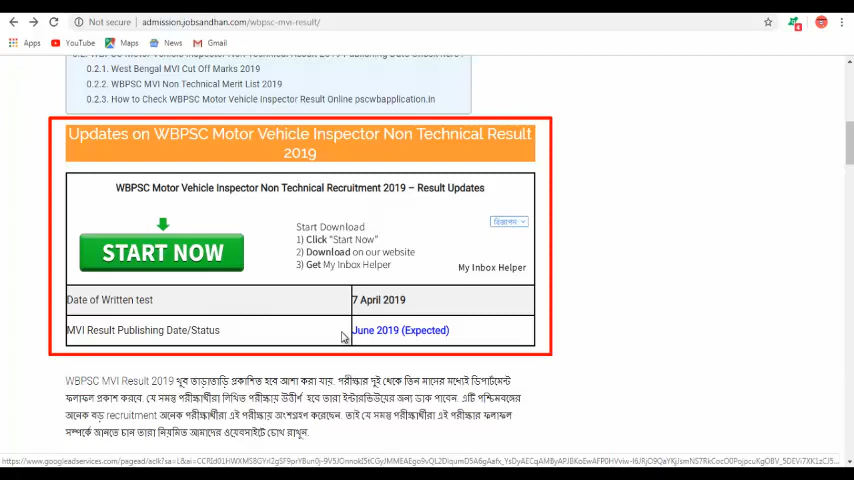 Not secure | admission.jobsandhan.com/wbpsc-mvi-result/
4
Apps YouTube Maps News Gmail
0.2.1. West Bengal MVI Cut Off Marks 2019
0.2.2. WBPSC MVI Non Technical Merit List 2019
0.2.3. How to Check WBPSC Motor Vehicle Inspector Result Online pscwbapplication.in
Updates on WBPSC Motor Vehicle Inspector Non Technical Result
2019
WBPSC Motor Vehicle Inspector Non Technical Recruitment 2019 – Result Updates
START NOW
Start Download
1) Click "Start Now"
2) Download on our website
3) Get My Inbox Helper
বিজ্ঞাপন
My Inbox Helper
Date of Written test 7 April 2019
MVI Result Publishing Date/Status June 2019 (Expected)
WBPSC MVI Result 2019 খুব তাড়াতাড়ি প্রকাশিত হবে আশা করা যায়. পরীক্ষার দুই থেকে তিন মাসের মধ্যেই ডিপার্টমেন্ট
ফলাফল প্রকাশ করবে. যে সমস্ত পরীক্ষার্থীরা লিখিত পরীক্ষায় উত্তীর্ণ হবে তারা ইন্টারভিউয়ের জন্য ডাক পাবেন. এটি পশ্চিমবঙ্গের
অনেক বড় recruitment অনেক পরীক্ষার্থীরা এই পরীক্ষায় অংশগ্রহণ করেছেন. তাই যে সমস্ত পরীক্ষার্থীরা এই পরীক্ষার ফলাফল
সম্পর্কে জানতে চান তারা নিয়মিত আমাদের ওয়েবসাইটে চোখ রাখুন.